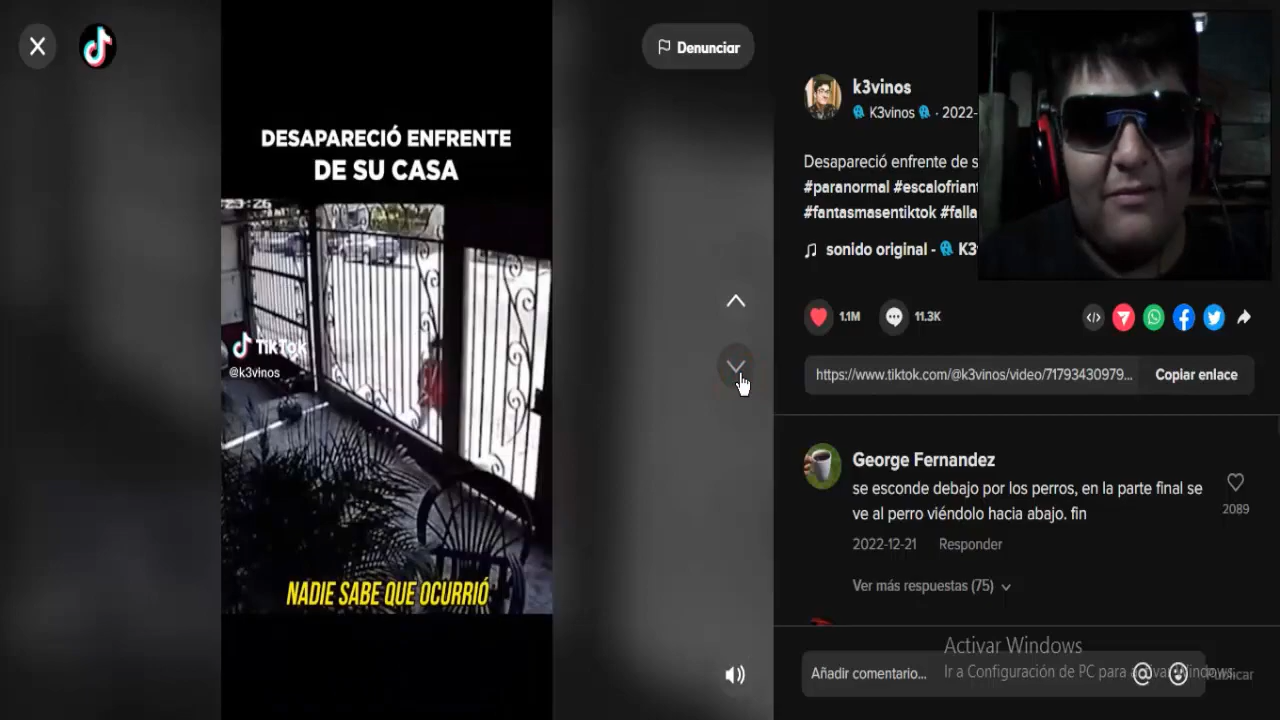 Denunciar
DESAPARECIÓ ENFRENTE
DE SU CASA
TikTok
@k3vinos
NADIE SABE QUE OCURRIÓ
k3vinos
K3vinos · 2022-
Desapareció enfrente de s
#paranormal #escalofriant
#fantasmasentiktok #falla
sonido original - K3
1.1M
11.3K
https://www.tiktok.com/@k3vinos/video/71793430979...
Copiar enlace
George Fernandez
se esconde debajo por los perros, en la parte final se
ve al perro viéndolo hacia abajo. fin
2089
2022-12-21 Responder
Ver más respuestas (75)
Activar Windows
Añadir comentario...
Ir a Configuración de PC para activar Windows.
Publicar